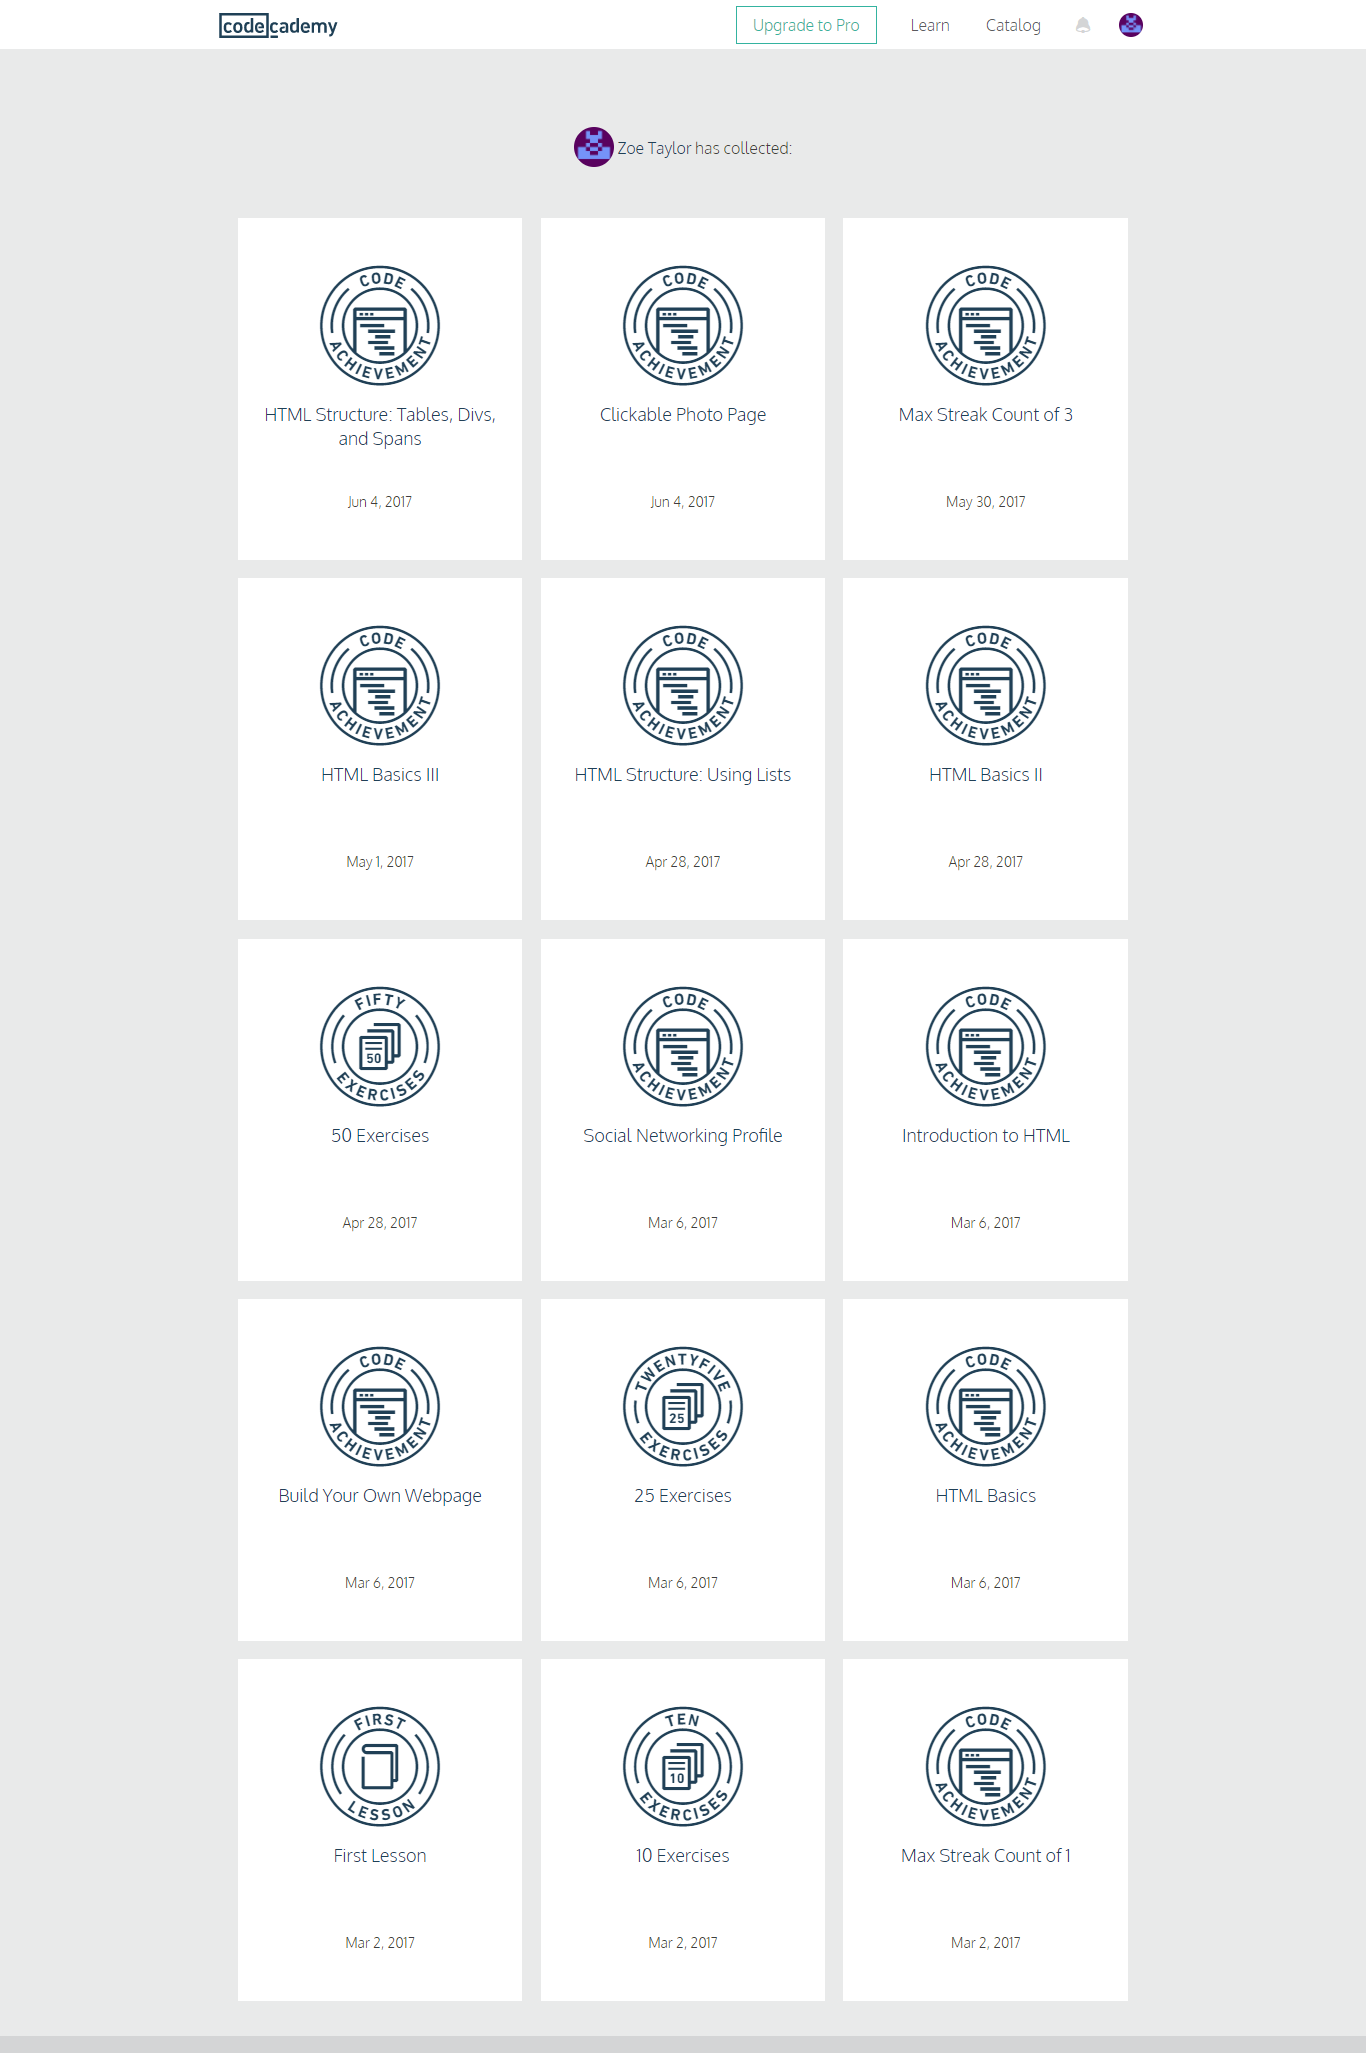 codecademy
Upgrade to Pro
Learn
Catalog
Zoe Taylor has collected:
CODE
ACHIEVEMENT
HTML Structure: Tables, Divs,
and Spans
Jun 4, 2017
CODE
ACHIEVEMENT
Clickable Photo Page
Jun 4, 2017
CODE
ACHIEVEMENT
Max Streak Count of 3
May 30, 2017
CODE
ACHIEVEMENT
HTML Basics III
May 1, 2017
CODE
ACHIEVEMENT
HTML Structure: Using Lists
Apr 28, 2017
CODE
ACHIEVEMENT
HTML Basics II
Apr 28, 2017
FIFTY
50
EXERCISES
50 Exercises
Apr 28, 2017
CODE
ACHIEVEMENT
Social Networking Profile
Mar 6, 2017
CODE
ACHIEVEMENT
Introduction to HTML
Mar 6, 2017
CODE
ACHIEVEMENT
Build Your Own Webpage
Mar 6, 2017
TWENTYFIVE
25
EXERCISES
25 Exercises
Mar 6, 2017
CODE
ACHIEVEMENT
HTML Basics
Mar 6, 2017
FIRST
LESSON
First Lesson
Mar 2, 2017
TEN
10
EXERCISES
10 Exercises
Mar 2, 2017
CODE
ACHIEVEMENT
Max Streak Count of 1
Mar 2, 2017